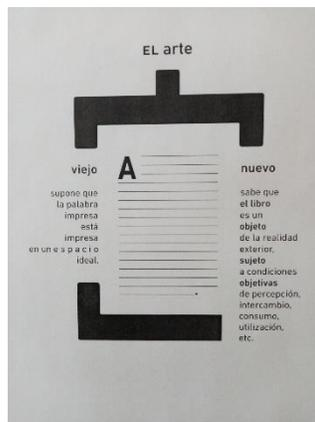 EL arte
viejo
supone que
la palabra
impresa
está
impresa
en un e s p a c i o
ideal.
A
nuevo
sabe que
el libro
es un
objeto
de la realidad
exterior,
sujeto
a condiciones
objetivas
de percepción,
intercambio,
consumo,
utilización,
etc.